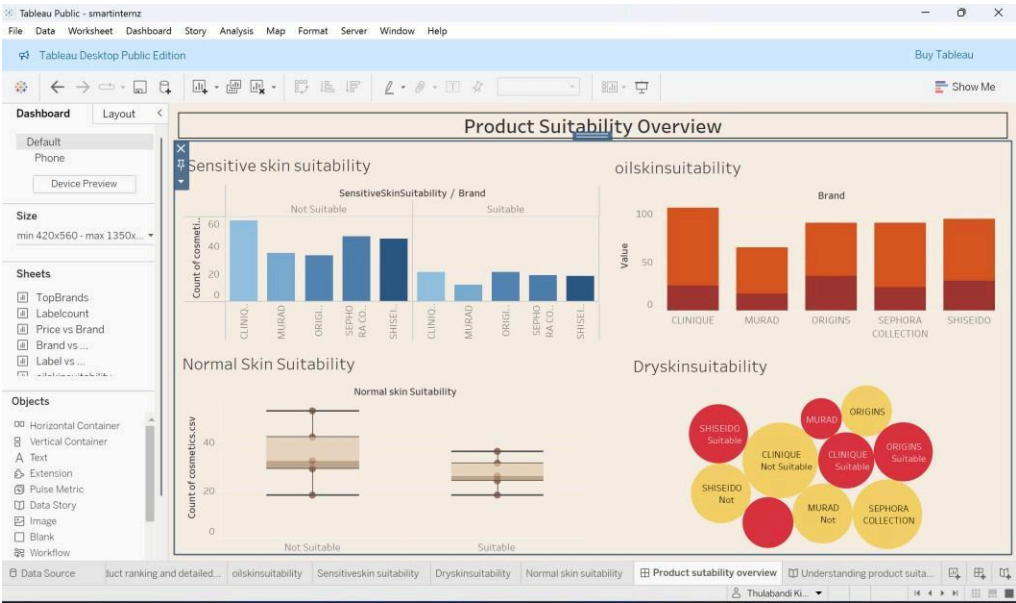 Tableau Public - smartinternz
File Data Worksheet Dashboard Story Analysis Map Format Server Window Help
Tableau Desktop Public Edition
Buy Tableau
Show Me
Dashboard
Layout
Default
Phone
Device Preview
Size
min 420x560 - max 1350x...
Sheets
TopBrands
Labelcount
Price vs Brand
Brand vs ...
Label vs ...
Objects
Horizontal Container
Vertical Container
Text
Extension
Pulse Metric
Data Story
Image
Blank
Workflow
Product Suitability Overview
Sensitive skin suitability
SensitiveSkinSuitability / Brand
Not Suitable
Suitable
Count of cosmeti..
60
40
20
0
CLINIQ..
MURAD
ORIGI..
SEPHO
RA CO..
SHISEI..
CLINIQ..
MURAD
ORIGI..
SEPHO
RA CO..
SHISEI..
oilskinsuitability
Brand
Value
100
50
0
CLINIQUE
MURAD
ORIGINS
SEPHORA
COLLECTION
SHISEIDO
Normal Skin Suitability
Normal skin Suitability
Count of cosmetics.csv
40
20
0
Not Suitable
Suitable
Dryskinsuitability
SHISEIDO
Suitable
MURAD
ORIGINS
CLINIQUE
Not Suitable
CLINIQUE
Suitable
ORIGINS
Suitable
SHISEIDO
Not
MURAD
Not
SEPHORA
COLLECTION
Data Source
duct ranking and detailed...
oilskinsuitability
Sensitiveskin suitability
Dryskinsuitability
Normal skin suitability
Product sutability overview
Understanding product suita...
Thulabandi Ki...